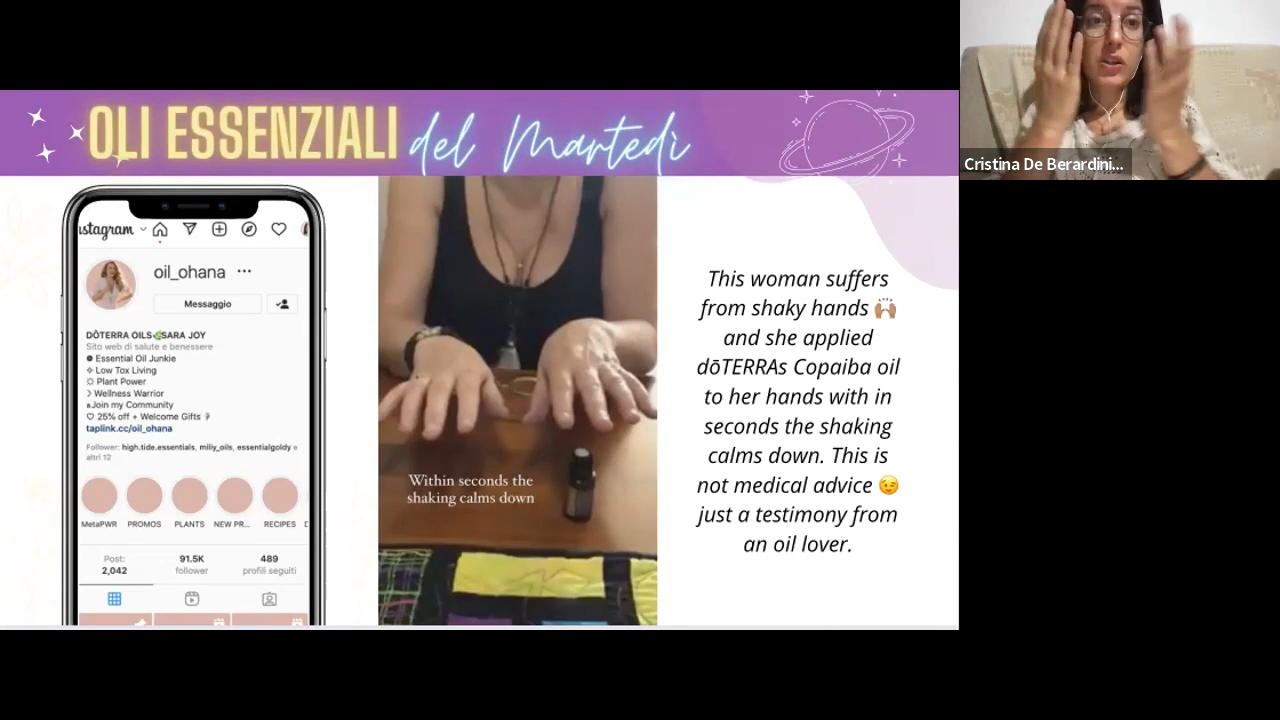 OLI ESSENZIALI del Martedì
Cristina De Berardini...
stagram
oil_ohana
Messaggio
DŌTERRA OILS🌿SARA JOY
Sito web di salute e benessere
Essential Oil Junkie
Low Tox Living
Plant Power
Wellness Warrior
Join my Community
25% off + Welcome Gifts
taplink.cc/oil_ohana
Follower: high.tide.essentials, miliy_oils, essentialgoldy e
altri 12
MetaPWR PROMOS PLANTS NEW PR... RECIPES D
Post: 91.5K 489
2,042 follower profili seguiti
Within seconds the
shaking calms down
This woman suffers
from shaky hands 🙌🏽
and she applied
dōTERRAs Copaiba oil
to her hands with in
seconds the shaking
calms down. This is
not medical advice 😉
just a testimony from
an oil lover.